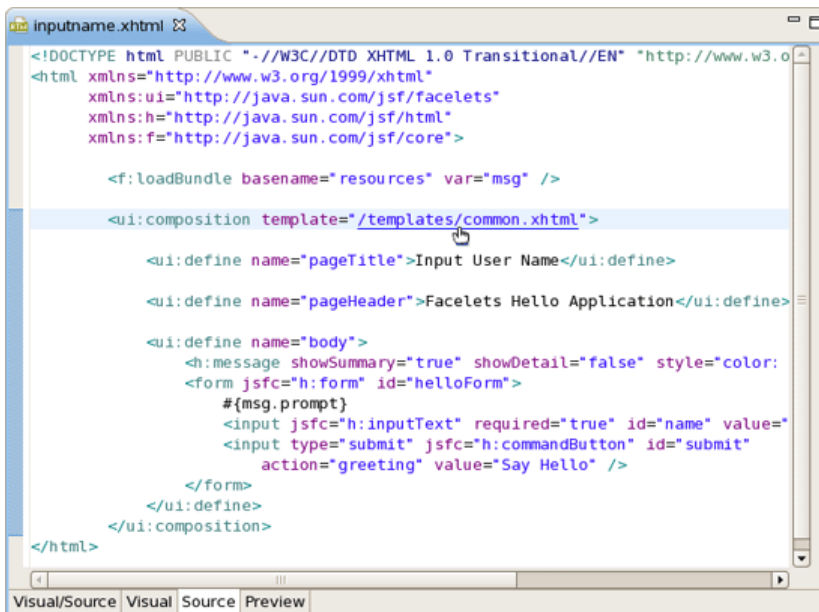 inputname.xhtml
<!DOCTYPE html PUBLIC "-//W3C//DTD XHTML 1.0 Transitional//EN" "http://www.w3.o
<html xmlns="http://www.w3.org/1999/xhtml"
xmlns:ui="http://java.sun.com/jsf/facelets"
xmlns:h="http://java.sun.com/jsf/html"
xmlns:f="http://java.sun.com/jsf/core">
<f:loadBundle basename="resources" var="msg" />
<ui:composition template="/templates/common.xhtml">
<ui:define name="pageTitle">Input User Name</ui:define>
<ui:define name="pageHeader">Facelets Hello Application</ui:define>
<ui:define name="body">
<h:message showSummary="true" showDetail="false" style="color:
<form jsfc="h:form" id="helloForm">
#{msg.prompt}
<input jsfc="h:inputText" required="true" id="name" value="
<input type="submit" jsfc="h:commandButton" id="submit"
action="greeting" value="Say Hello" />
</form>
</ui:define>
</ui:composition>
</html>
Visual/Source Visual Source Preview